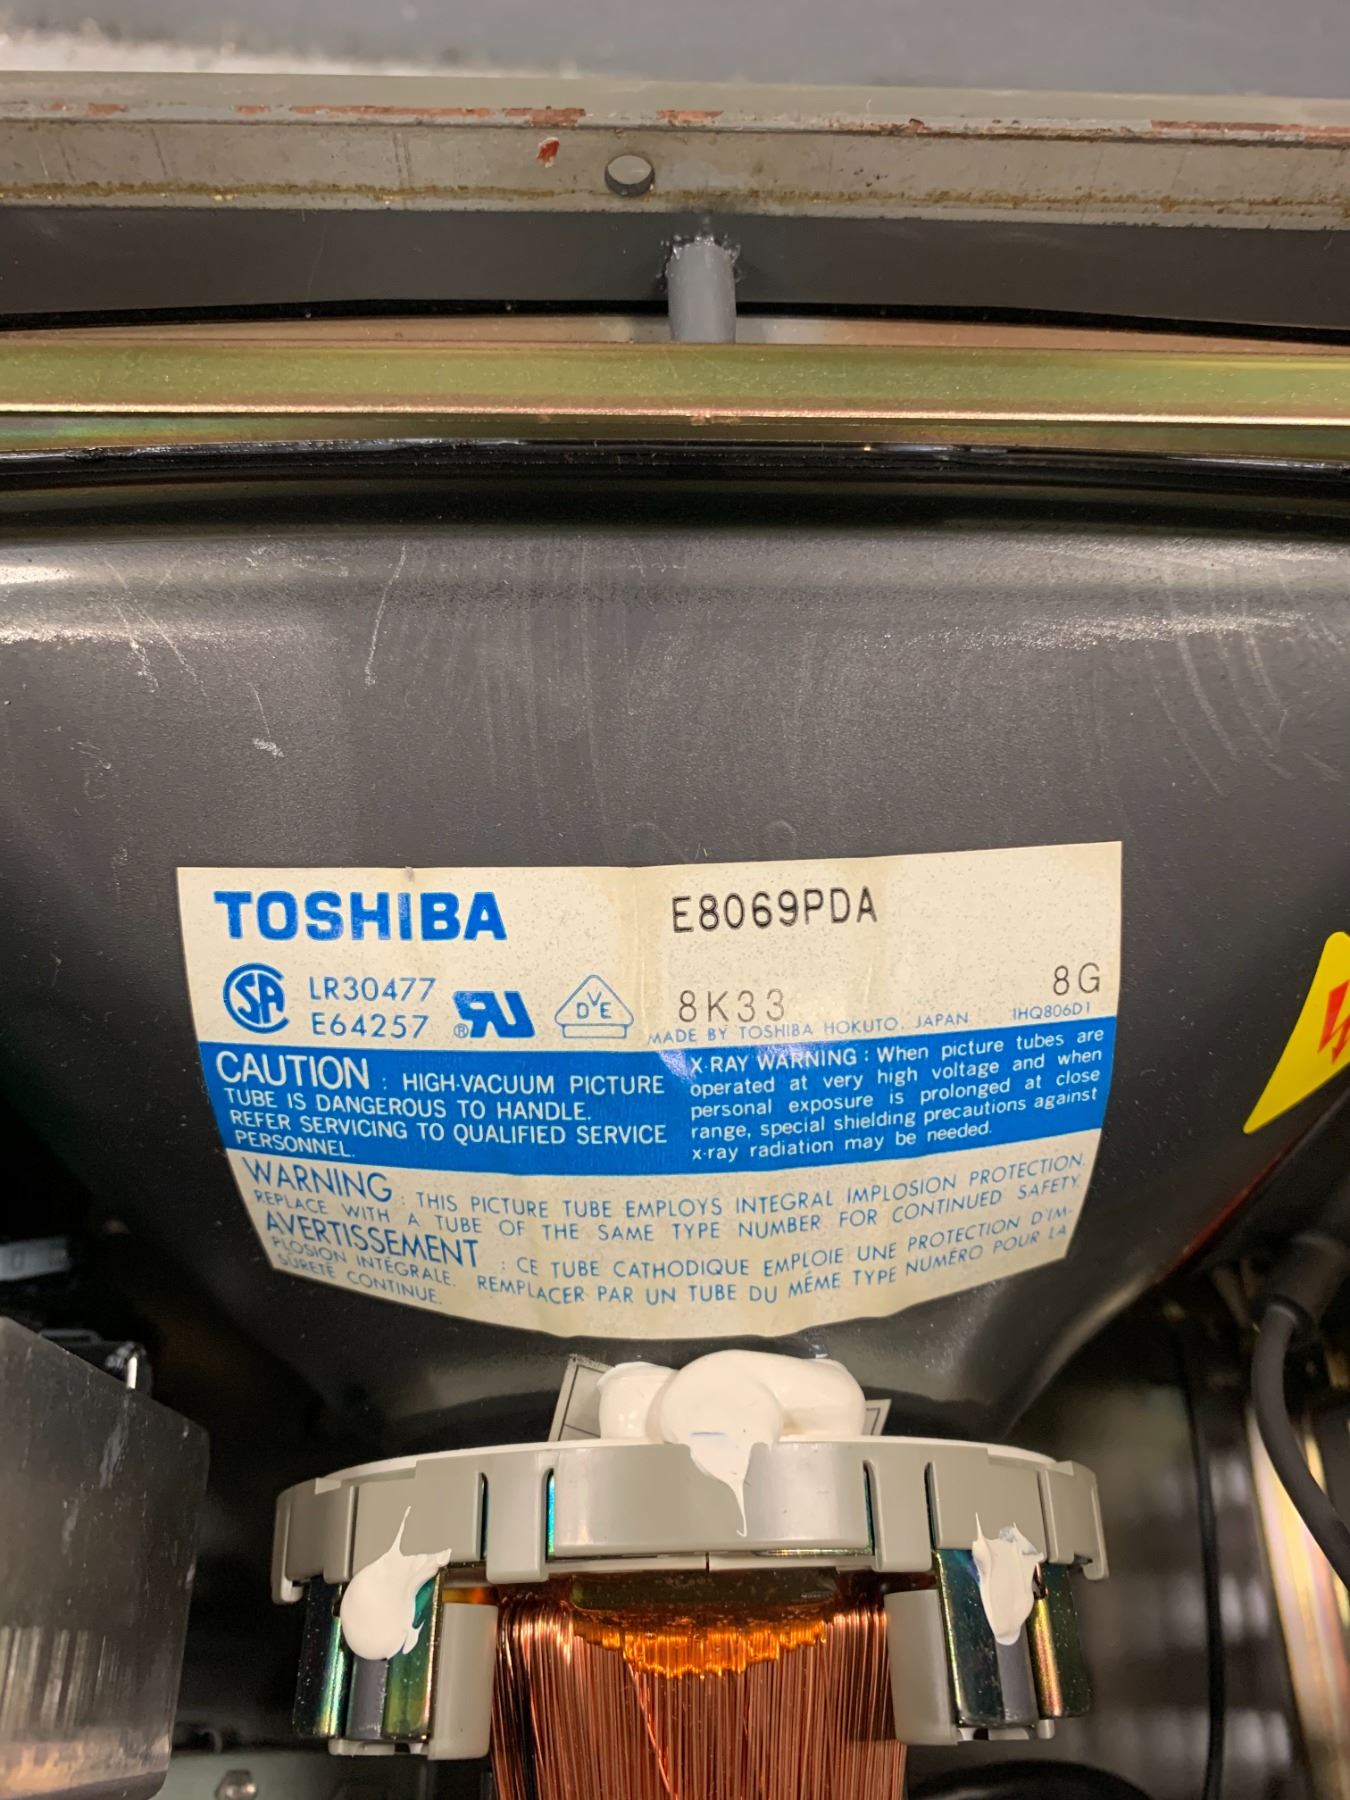 TOSHIBA
E8069PDA
LR30477
E64257
DVE
8K33
8G
MADE BY TOSHIBA HOKUTO, JAPAN 1HQ806D1
CAUTION : HIGH-VACUUM PICTURE
TUBE IS DANGEROUS TO HANDLE.
REFER SERVICING TO QUALIFIED SERVICE
PERSONNEL.
X-RAY WARNING : When picture tubes are
operated at very high voltage and when
personal exposure is prolonged at close
range, special shielding precautions against
x-ray radiation may be needed.
WARNING : THIS PICTURE TUBE EMPLOYS INTEGRAL IMPLOSION PROTECTION.
REPLACE WITH A TUBE OF THE SAME TYPE NUMBER FOR CONTINUED SAFETY.
AVERTISSEMENT : CE TUBE CATHODIQUE EMPLOIE UNE PROTECTION D'IM-
PLOSION INTÉGRALE. REMPLACER PAR UN TUBE DU MÊME TYPE NUMÉRO POUR LA
SÛRETÉ CONTINUE.